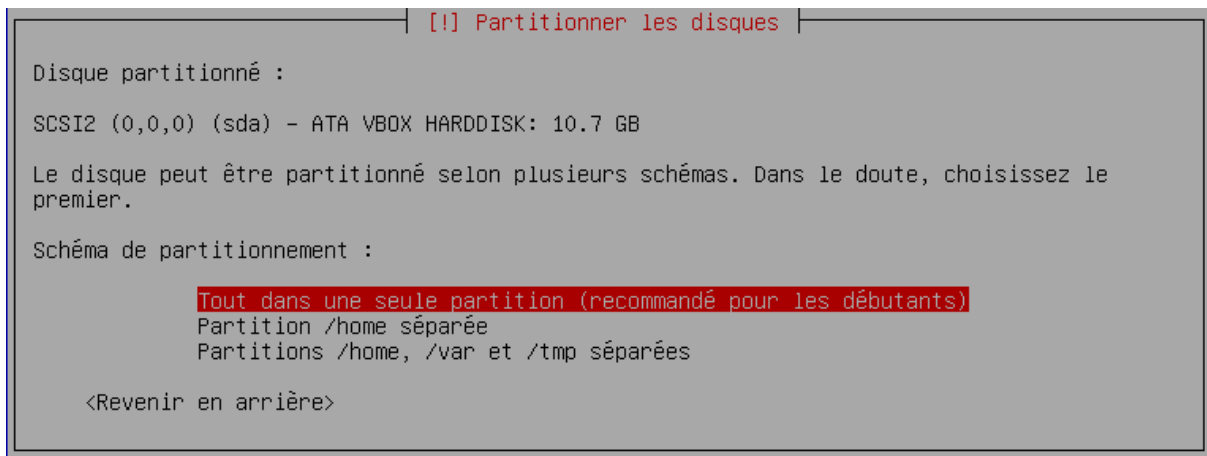 [!] Partitionner les disques
Disque partitionné :
SCSI2 (0,0,0) (sda) – ATA VBOX HARDDISK: 10.7 GB
Le disque peut être partitionné selon plusieurs schémas. Dans le doute, choisissez le
premier.
Schéma de partitionnement :
Tout dans une seule partition (recommandé pour les débutants)
Partition /home séparée
Partitions /home, /var et /tmp séparées
<Revenir en arrière>